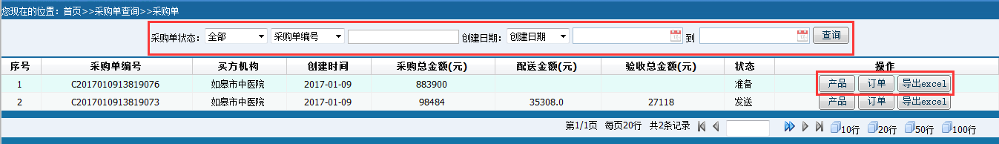 您现在的位置：首页>>采购单查询>>采购单
采购单状态： 全部 采购单编号 创建日期： 创建日期 到 查询
序号 采购单编号 买方机构 创建时间 采购总金额(元) 配送金额(元) 验收总金额(元) 状态 操作
1 C2017010913819076 如皋市中医院 2017-01-09 883900 准备 产品 订单 导出excel
2 C2017010913819073 如皋市中医院 2017-01-09 98484 35308.0 27118 发送 产品 订单 导出excel
第1/1页 每页20行 共2条记录 10行 20行 50行 100行